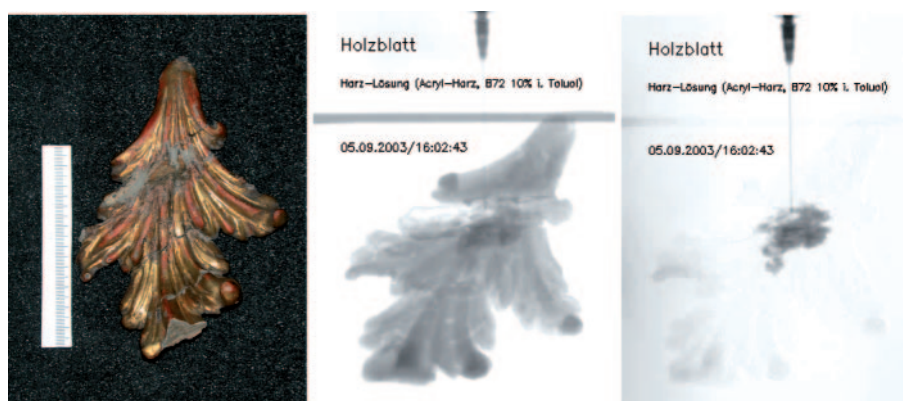 Holzblatt
Harz-Lösung (Acryl-Harz, B72 10% i. Toluol)
05.09.2003/16:02:43
Holzblatt
Harz-Lösung (Acryl-Harz, B72 10% i. Toluol)
05.09.2003/16:02:43